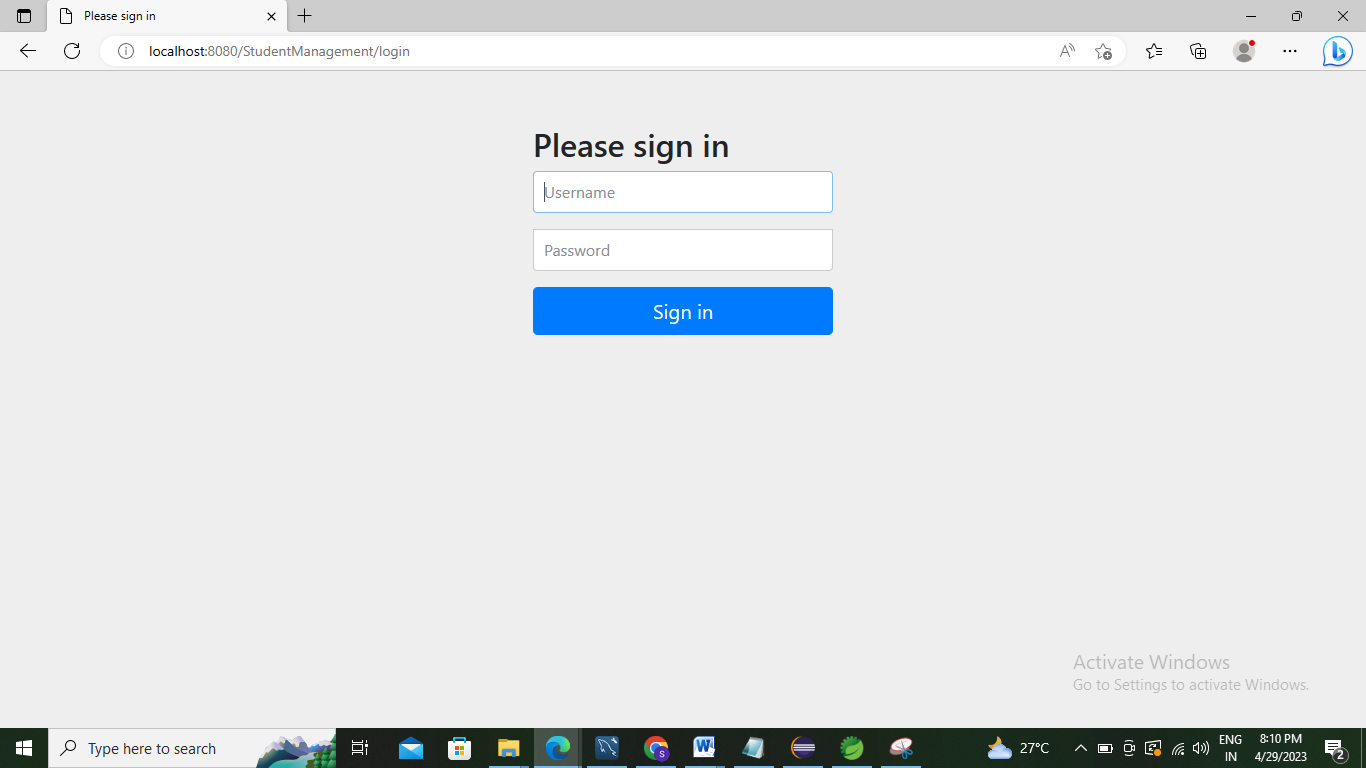 Please sign in
localhost:8080/StudentManagement/login
Please sign in
Username
Password
Sign in
Activate Windows
Go to Settings to activate Windows.
Type here to search
27°C
ENG
IN
8:10 PM
4/29/2023
2